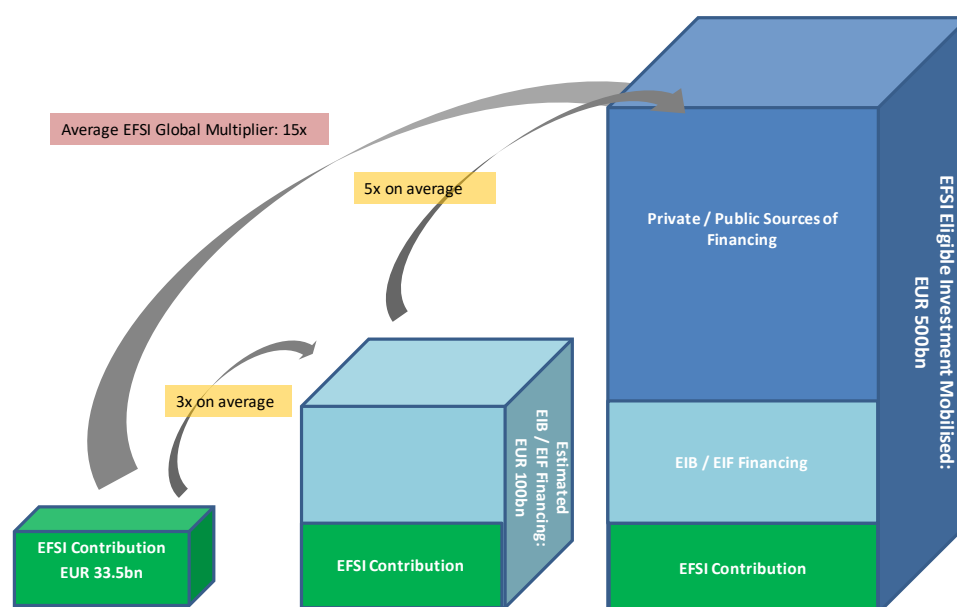 Average EFSI Global Multiplier: 15x
5x on average
3x on average
EFSI Contribution
EUR 33.5bn
Estimated
EIB / EIF Financing:
EUR 100bn
EFSI Contribution
Private / Public Sources of
Financing
EIB / EIF Financing
EFSI Contribution
EFSI Eligible Investment Mobilised:
EUR 500bn